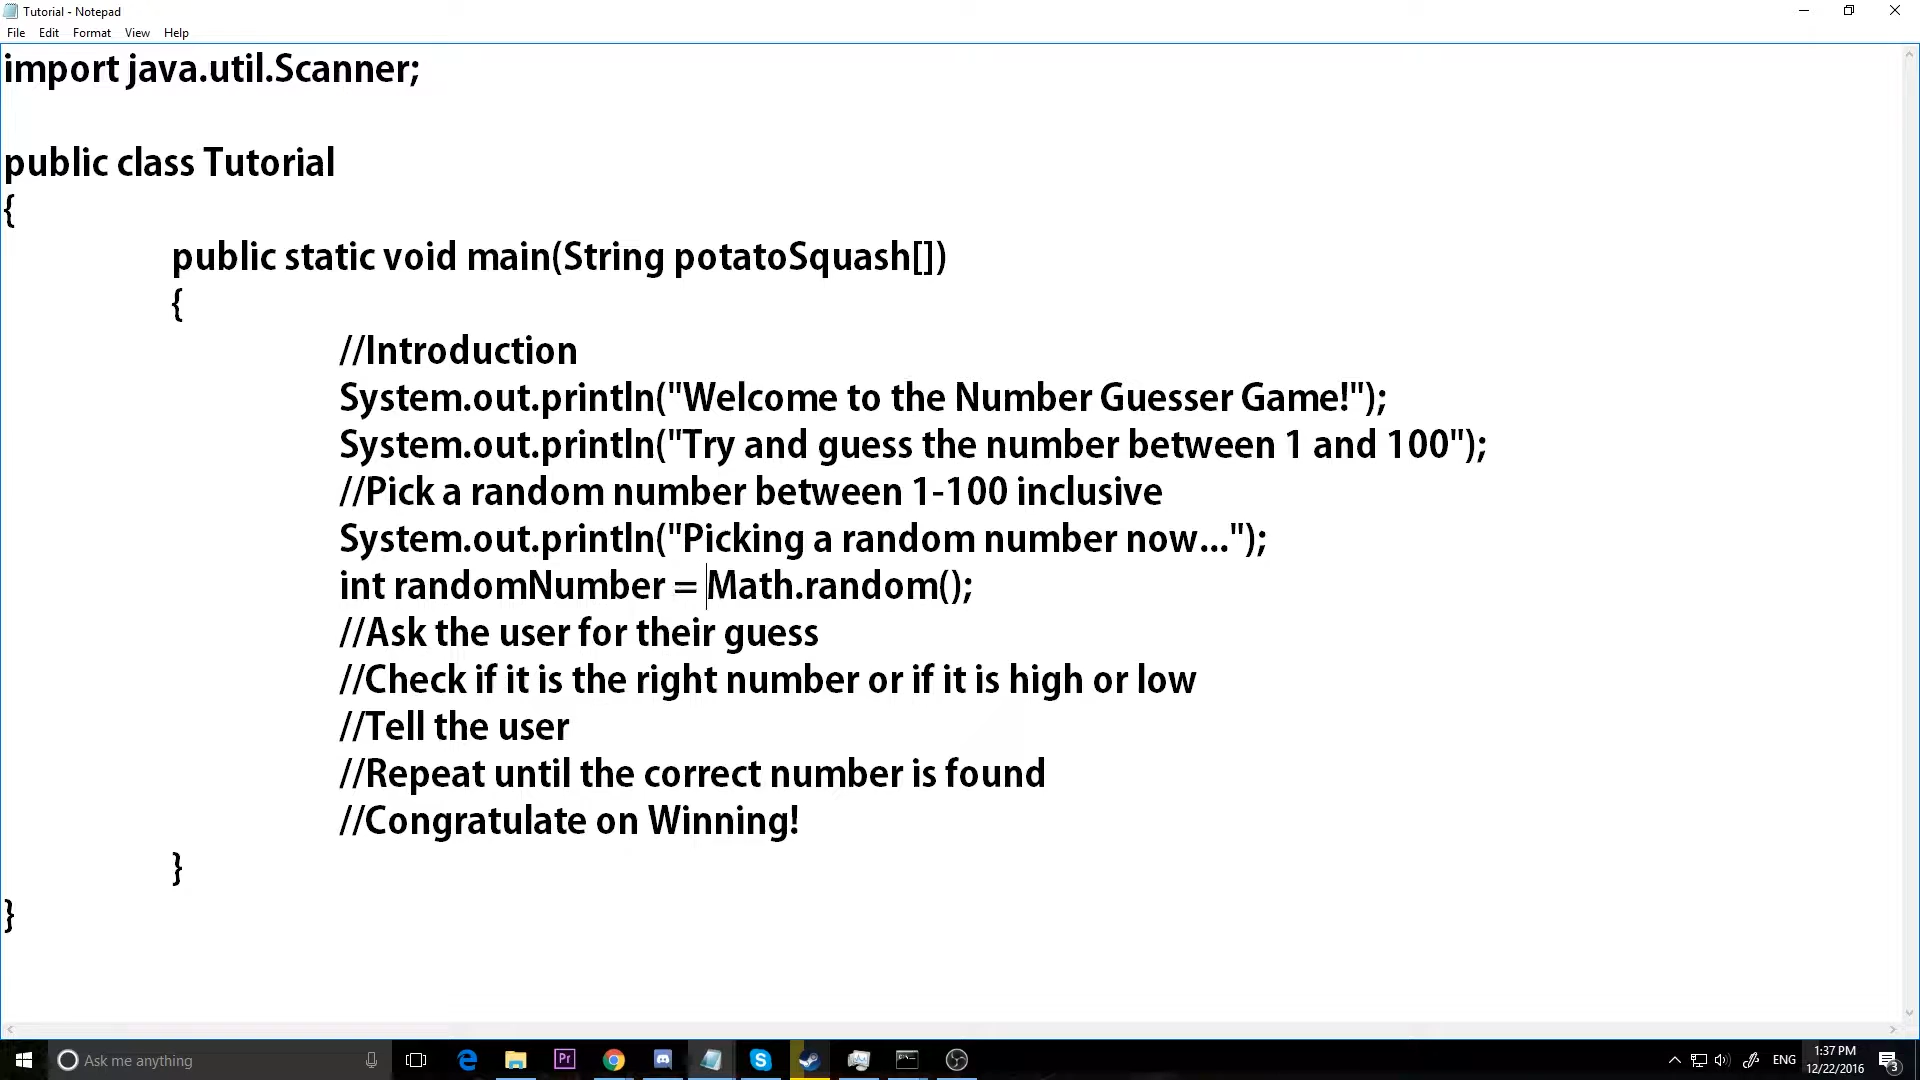 Tutorial - Notepad
File Edit Format View Help
import java.util.Scanner;
public class Tutorial
{
public static void main(String potatoSquash[])
{
//Introduction
System.out.println("Welcome to the Number Guesser Game!");
System.out.println("Try and guess the number between 1 and 100");
//Pick a random number between 1-100 inclusive
System.out.println("Picking a random number now...");
int randomNumber = Math.random();
//Ask the user for their guess
//Check if it is the right number or if it is high or low
//Tell the user
//Repeat until the correct number is found
//Congratulate on Winning!
}
}
Ask me anything
Pr
ENG
1:37 PM
12/22/2016
3